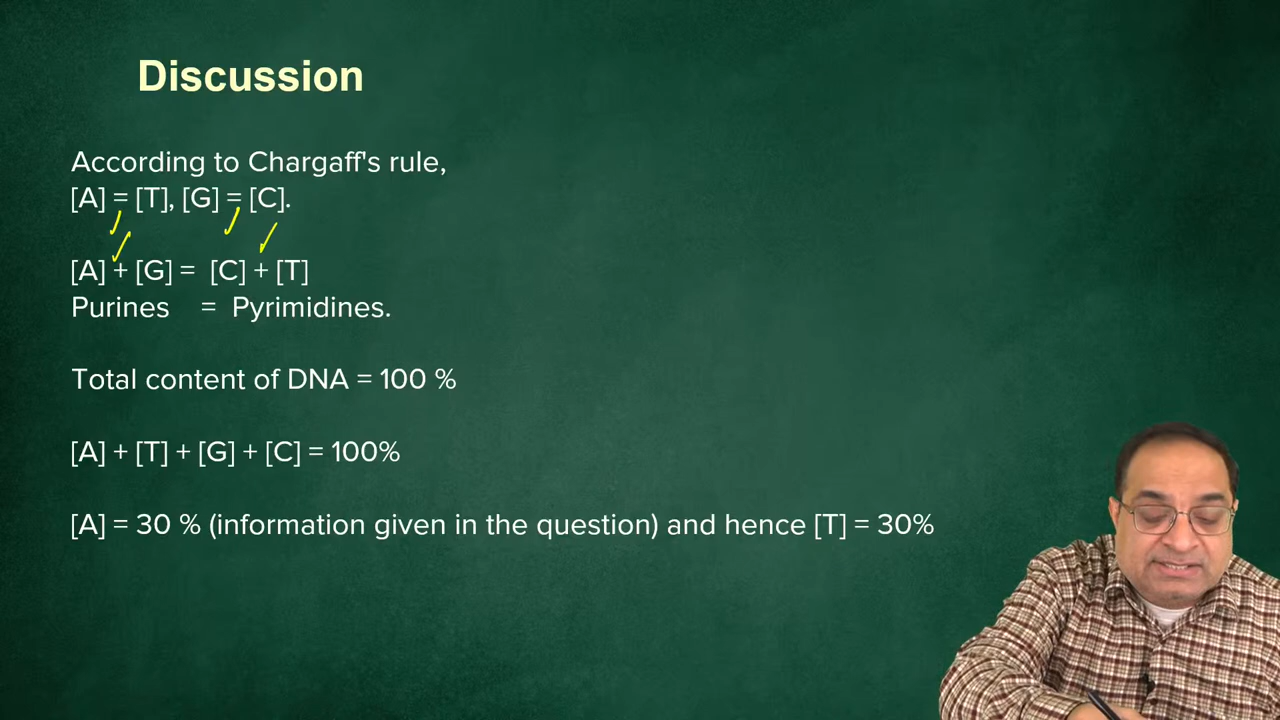 Discussion
According to Chargaff's rule,
[A] = [T], [G] = [C].
[A] + [G] = [C] + [T]
Purines = Pyrimidines.
Total content of DNA = 100 %
[A] + [T] + [G] + [C] = 100%
[A] = 30 % (information given in the question) and hence [T] = 30%